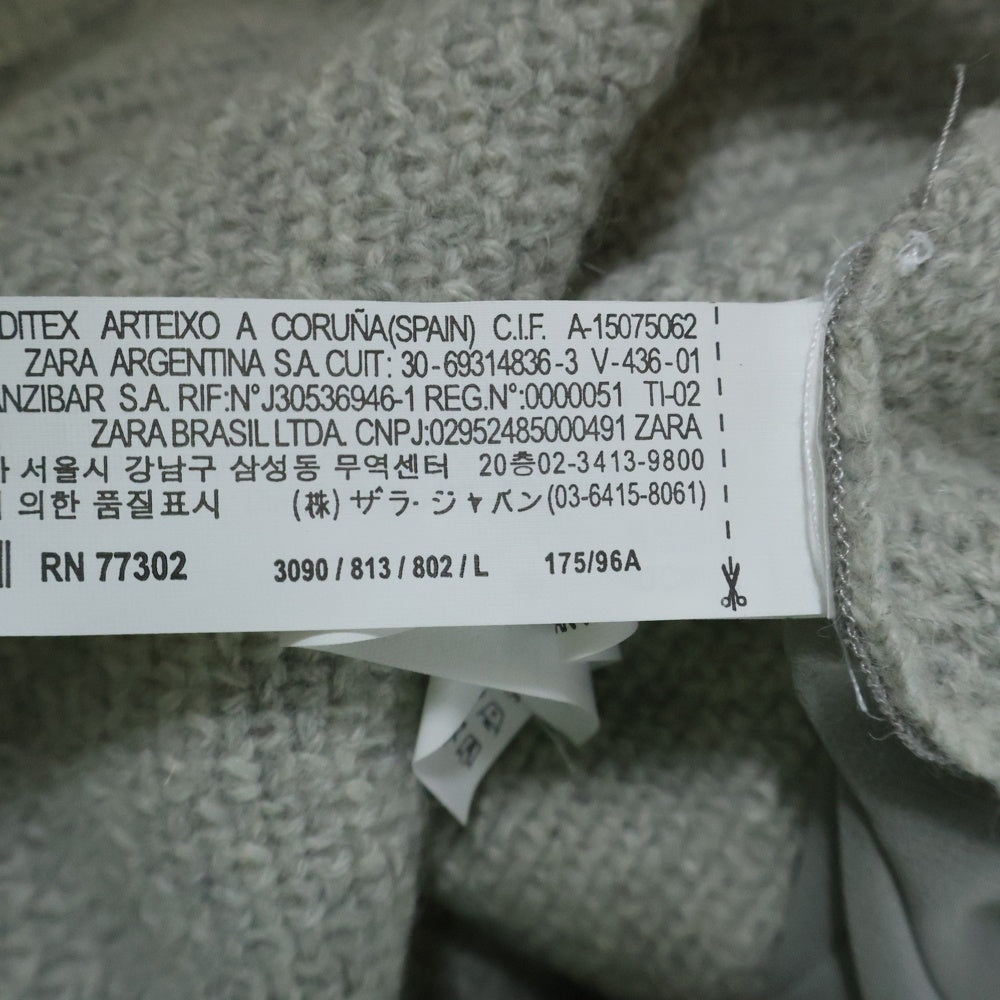 DITEX ARTEIXO A CORUÑA(SPAIN) C.I.F. A-15075062
ZARA ARGENTINA S.A. CUIT: 30-69314836-3 V-436-01
NZIBAR S.A. RIF:N°J30536946-1 REG.N°:0000051 TI-02
ZARA BRASIL LTDA. CNPJ:02952485000491 ZARA
서울시 강남구 삼성동 무역센터 20층02-3413-9800
의한 품질표시 (株) ザラ・ジャパン(03-6415-8061)
RN 77302 3090 / 813 / 802 / L 175/96A